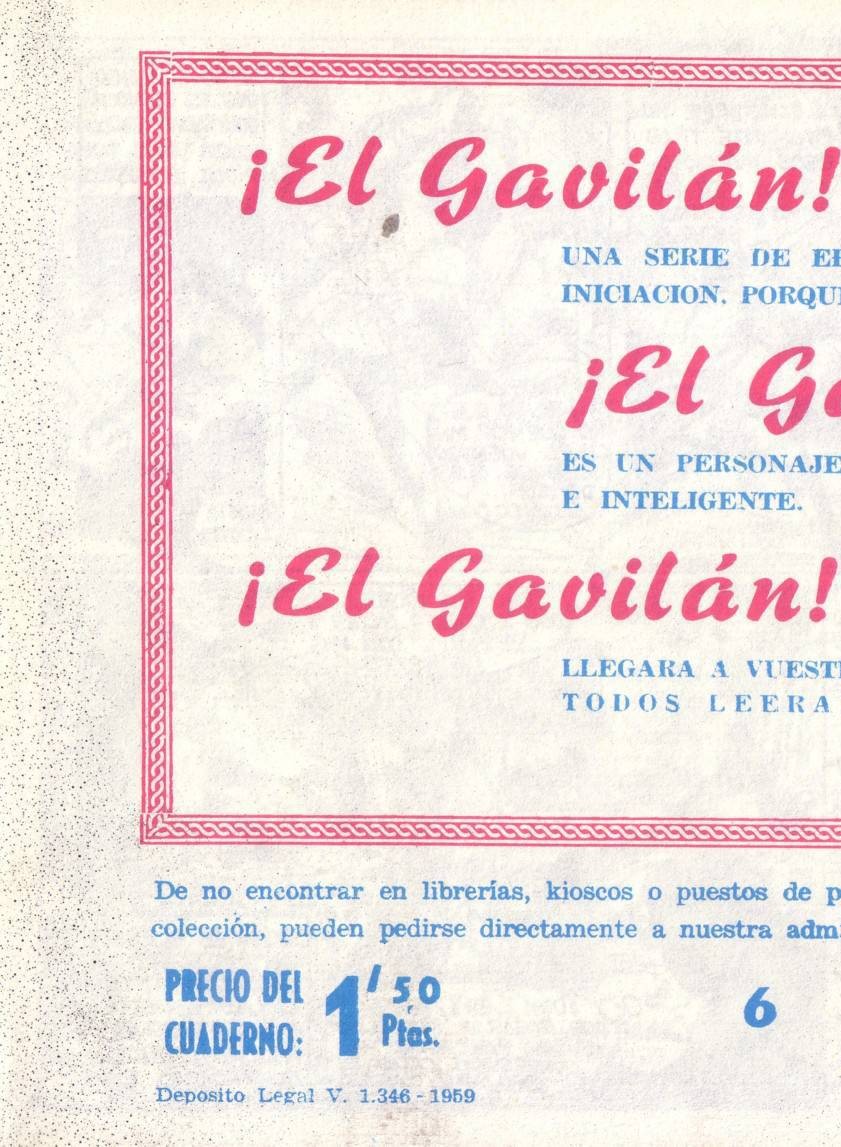 ¡El Gavilán!
UNA SERIE DE
INICIACION.
¡El
ES UN PERSONAJE
E INTELIGENTE.
¡El Gavilán!
LLEGARA A
TODOS
De no encontrar en librerías, kioscos o puestos de
colección, pueden pedirse directamente a nuestra
PRECIO DEL
CUADERNO:
1'50
Ptas.
6
Deposito Legal V. 1.346 - 1959